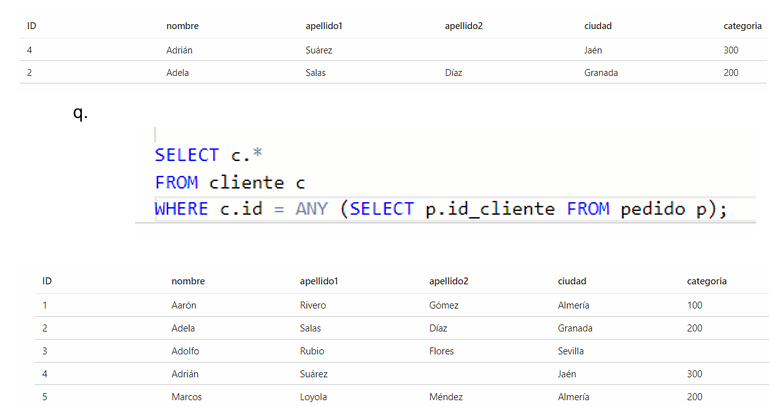 ID nombre apellido1 apellido2 ciudad categoria
4 Adrián Suárez Jaén 300
2 Adela Salas Díaz Granada 200
q.
SELECT c.*
FROM cliente c
WHERE c.id = ANY (SELECT p.id_cliente FROM pedido p);
ID nombre apellido1 apellido2 ciudad categoria
1 Aarón Rivero Gómez Almería 100
2 Adela Salas Díaz Granada 200
3 Adolfo Rubio Flores Sevilla
4 Adrián Suárez Jaén 300
5 Marcos Loyola Méndez Almería 200